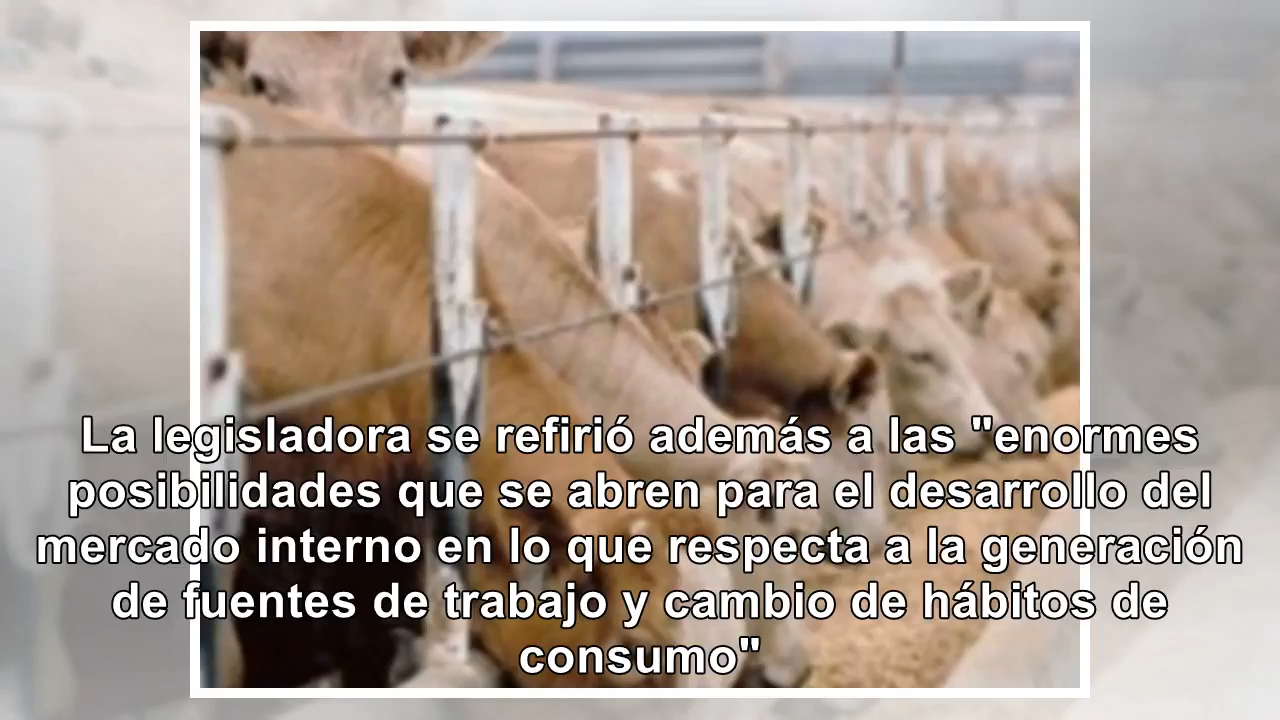 La legisladora se refirió además a las "enormes
posibilidades que se abren para el desarrollo del
mercado interno en lo que respecta a la generación
de fuentes de trabajo y cambio de hábitos de
consumo"